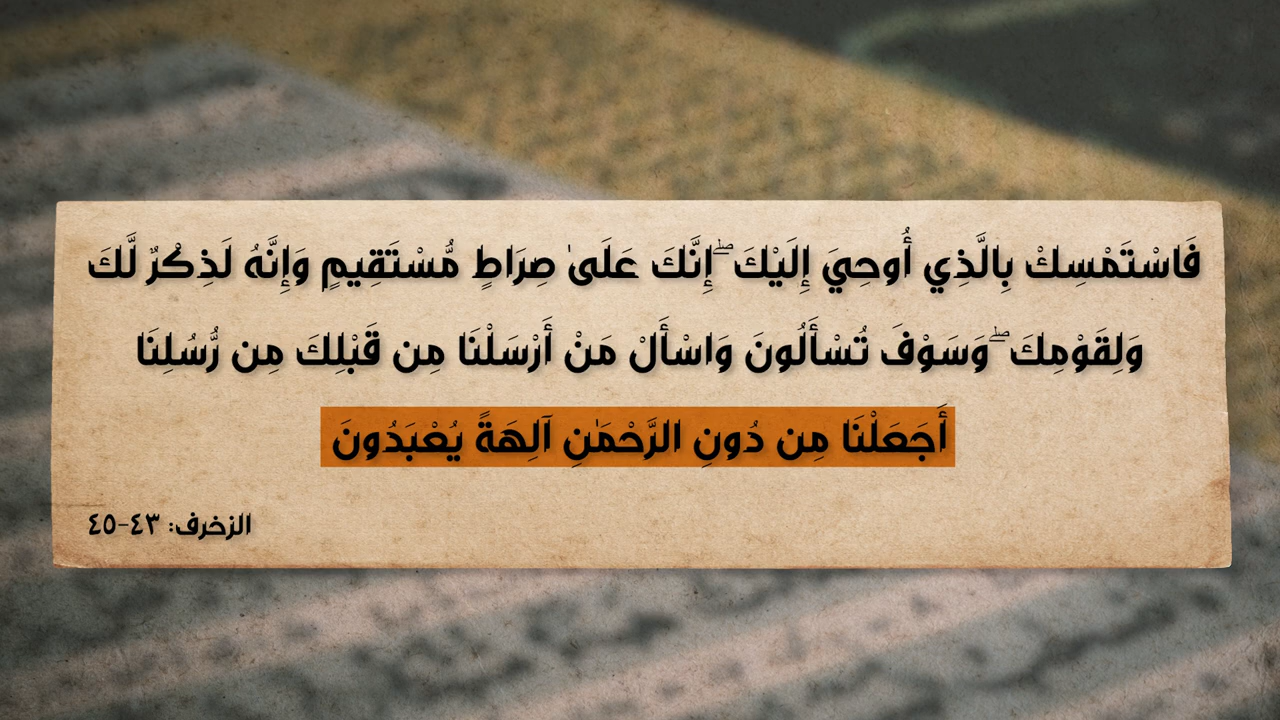 فَاسْتَمْسِكْ بِالَّذِي أُوحِيَ إِلَيْكَ ۖ إِنَّكَ عَلَىٰ صِرَاطٍ مُّسْتَقِيمٍ وَإِنَّهُ لَذِكْرٌ لَّكَ
وَلِقَوْمِكَ ۖ وَسَوْفَ تُسْأَلُونَ وَاسْأَلْ مَنْ أَرْسَلْنَا مِن قَبْلِكَ مِن رُّسُلِنَا
أَجَعَلْنَا مِن دُونِ الرَّحْمَٰنِ آلِهَةً يُعْبَدُونَ
الزخرف: ٤٣-٤٥